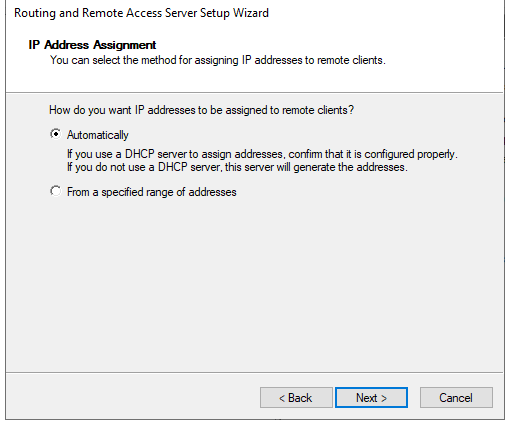 Routing and Remote Access Server Setup Wizard
IP Address Assignment
You can select the method for assigning IP addresses to remote clients.
How do you want IP addresses to be assigned to remote clients?
Automatically
If you use a DHCP server to assign addresses, confirm that it is configured properly.
If you do not use a DHCP server, this server will generate the addresses.
From a specified range of addresses
< Back
Next >
Cancel